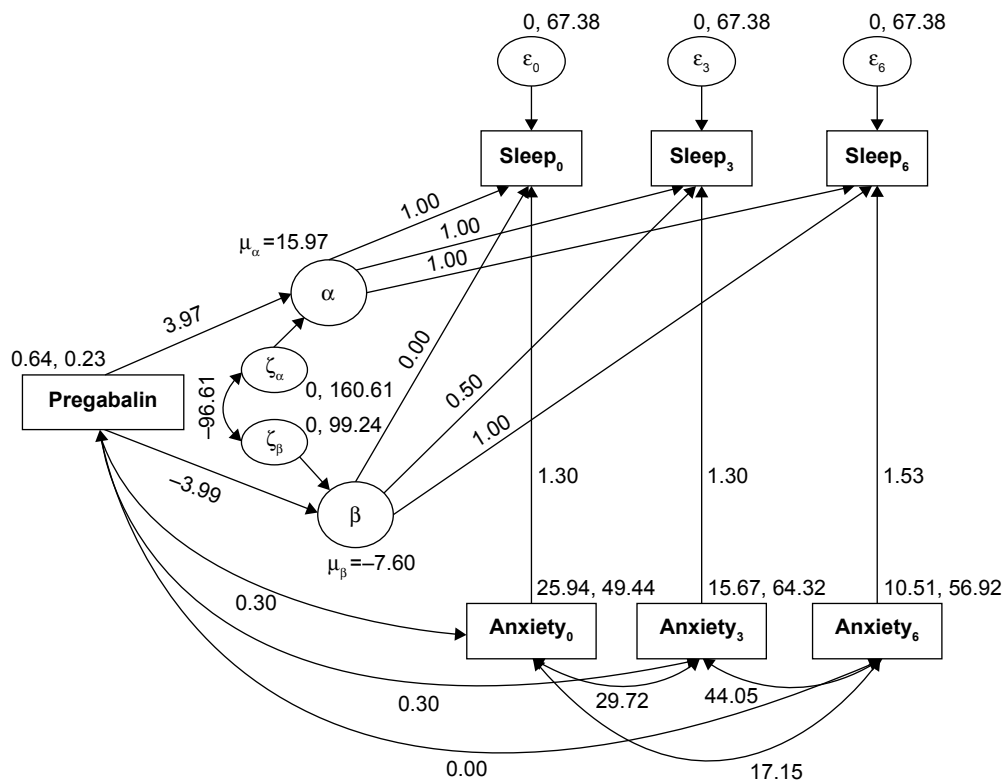 0, 67.38
0, 67.38
0, 67.38
ε₀
ε₃
ε₆
Sleep₀
Sleep₃
Sleep₆
1.00
1.00
1.00
μα =15.97
α
3.97
0.64, 0.23
Pregabalin
ζα
0, 160.61
–96.61
ζβ
0, 99.24
0.00
0.50
1.00
–3.99
β
μβ =–7.60
1.30
1.30
1.53
25.94, 49.44
15.67, 64.32
10.51, 56.92
Anxiety₀
Anxiety₃
Anxiety₆
0.30
0.30
29.72
44.05
0.00
17.15